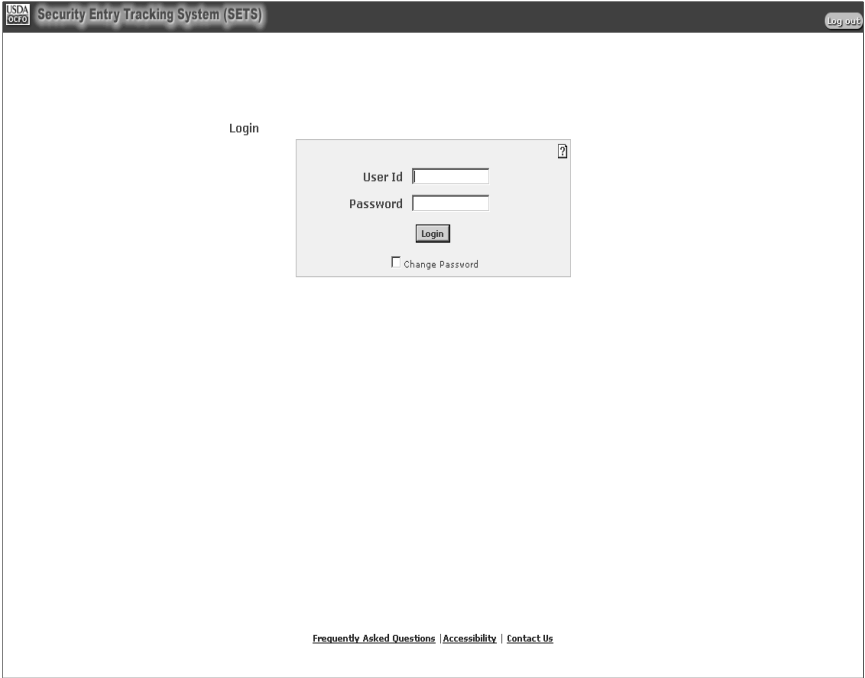 USDA
OCFO
Security Entry Tracking System (SETS)
Log out
Login
?
User Id
Password
Login
Change Password
Frequently Asked Questions | Accessibility | Contact Us